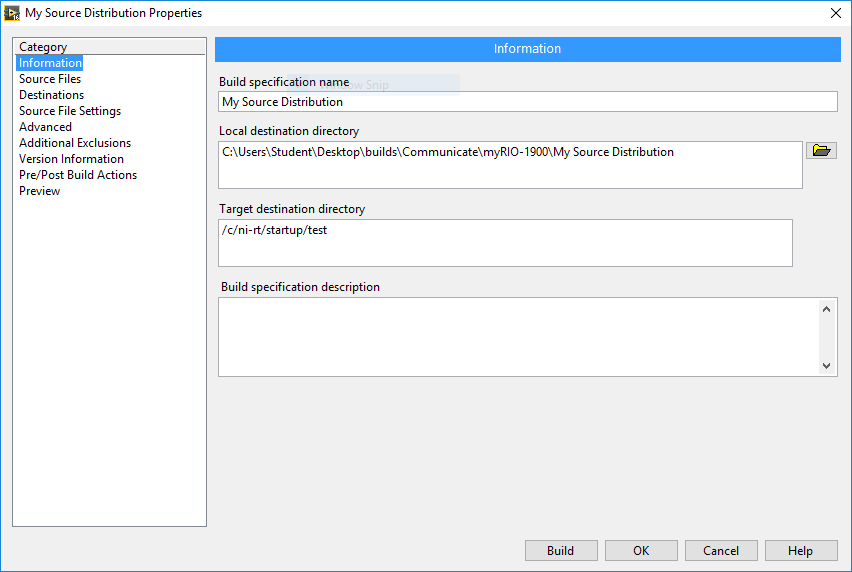 My Source Distribution Properties
Category
Information
Source Files
Destinations
Source File Settings
Advanced
Additional Exclusions
Version Information
Pre/Post Build Actions
Preview
Information
Build specification name
Snip
My Source Distribution
Local destination directory
C:\Users\Student\Desktop\builds\Communicate\myRIO-1900\My Source Distribution
Target destination directory
/c/ni-rt/startup/test
Build specification description
Build
OK
Cancel
Help